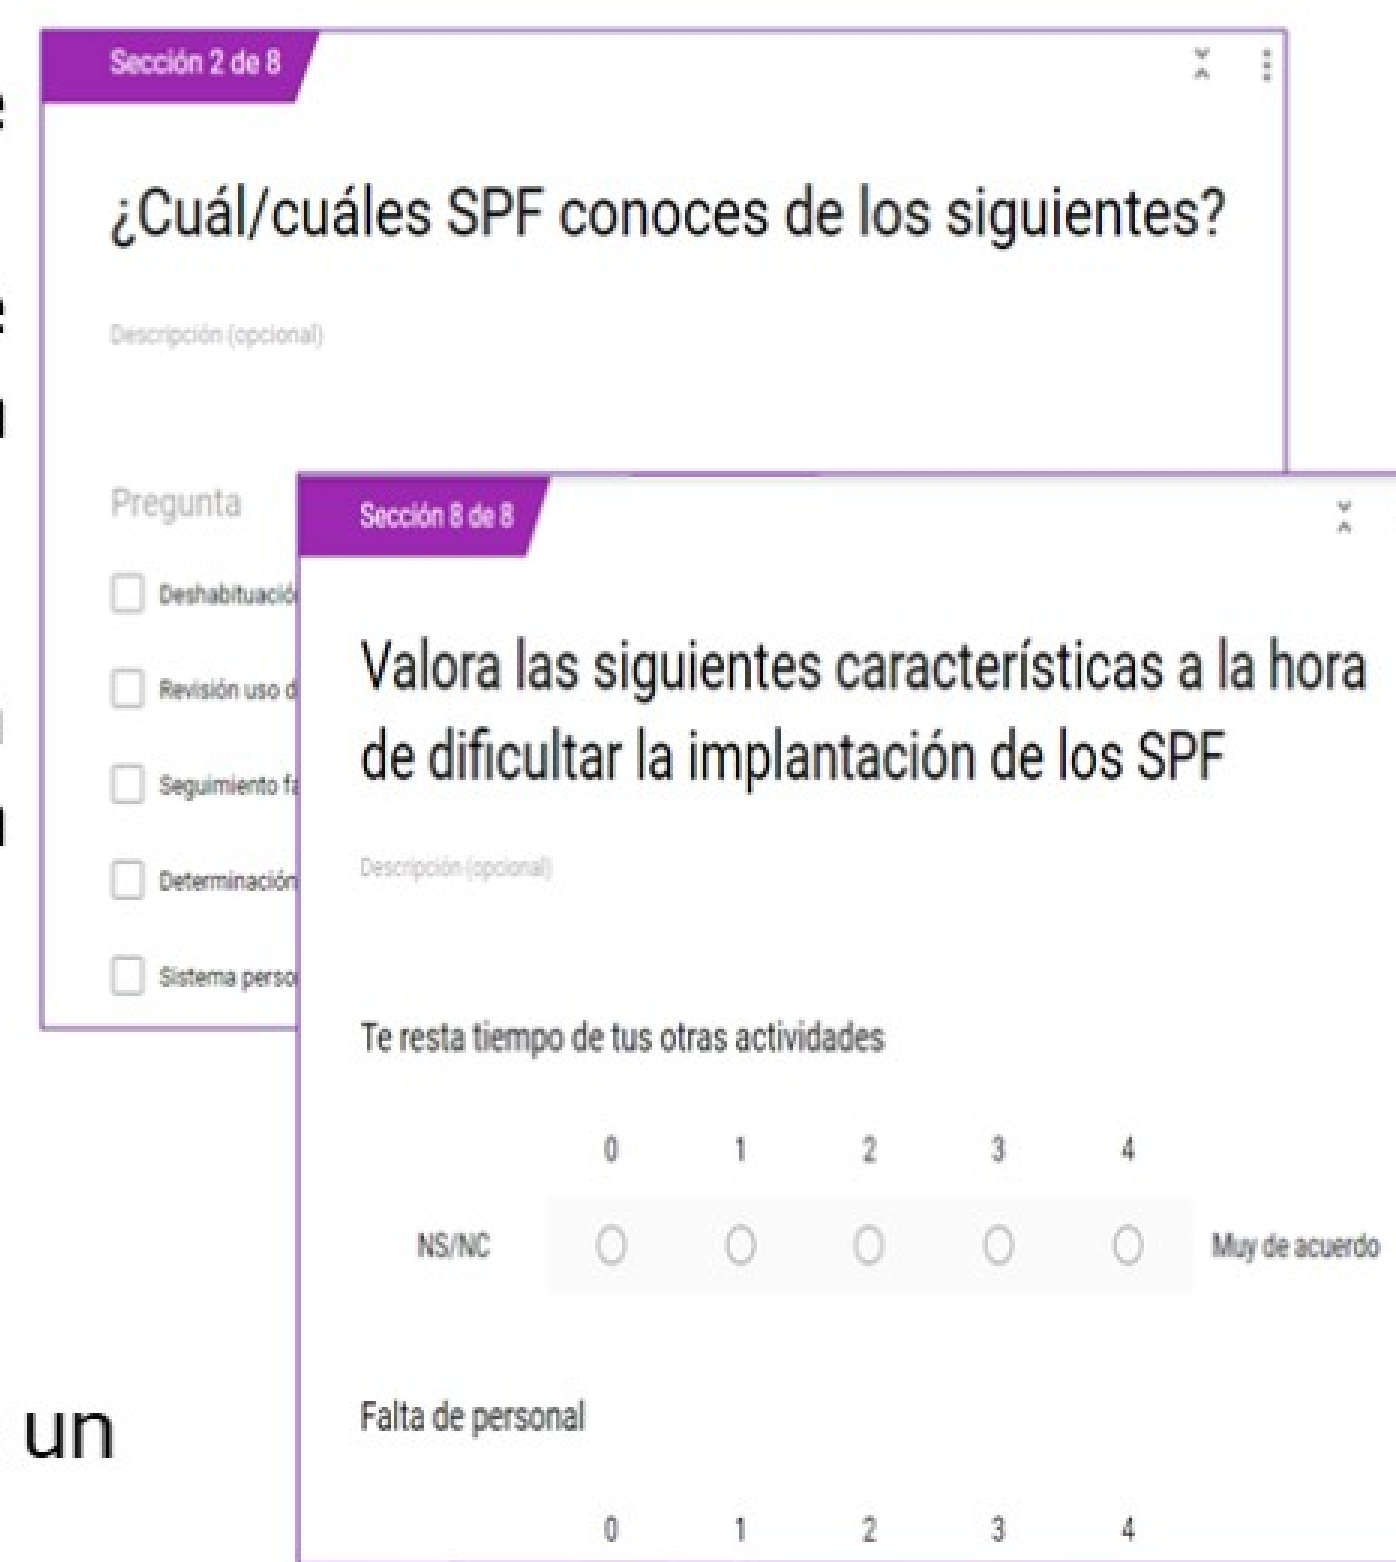 Sección 2 de 8
¿Cuál/cuáles SPF conoces de los siguientes?
Descripción (opcional)
Pregunta
Revisión uso
Seguimiento
Determinación
Sistema
Sección 8 de 8
Valora las siguientes características a la hora
de dificultar la implantación de los SPF
Descripción (opcional)
Te resta tiempo de tus otras actividades
0 1 2 3 4
NS/NC Muy de acuerdo
Falta de personal
0 1 2 3 4
un